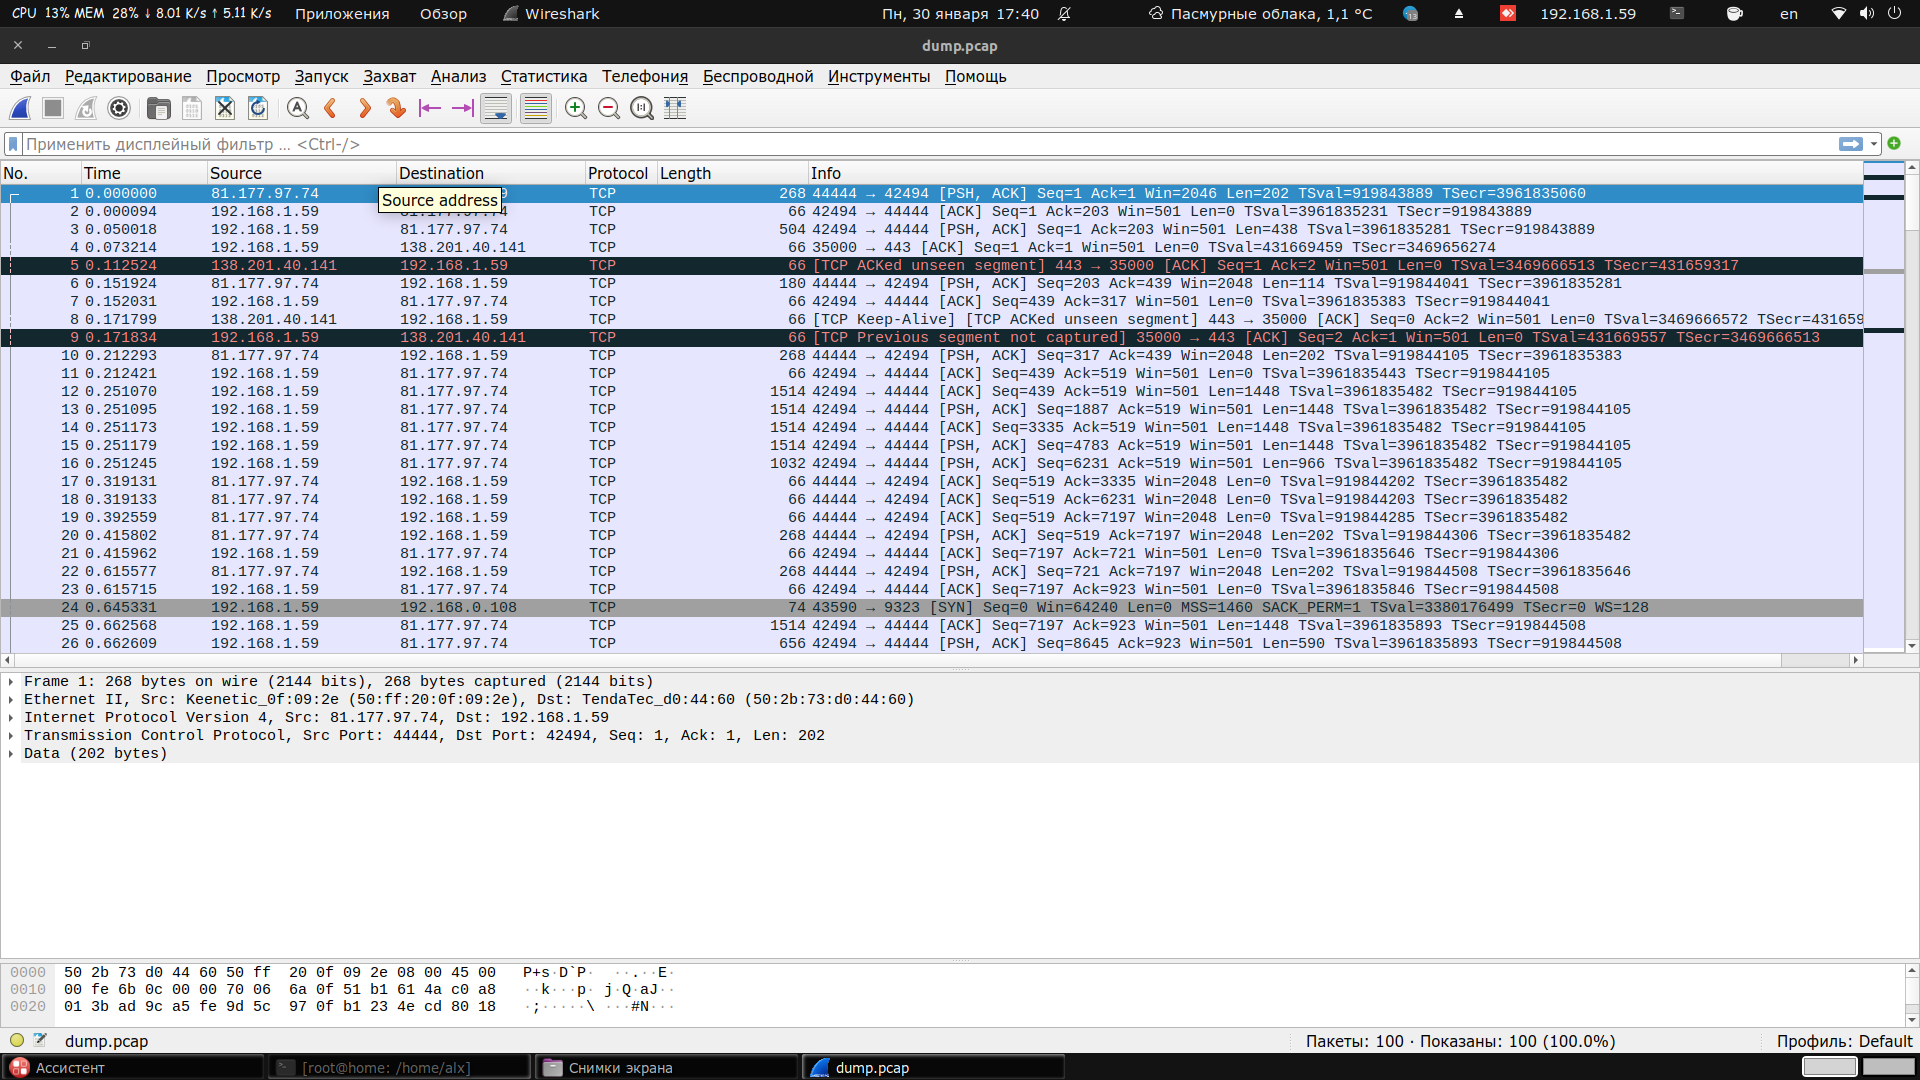 CPU 13% MEM 28% ↓ 8.01 K/s ↑ 5.11 K/s Приложения Обзор Wireshark Пн, 30 января 17:40 Пасмурные облака, 1,1 °C 13 192.168.1.59 en
dump.pcap
Файл Редактирование Просмотр Запуск Захват Анализ Статистика Телефония Беспроводной Инструменты Помощь
Применить дисплейный фильтр ... <Ctrl-/>
No. Time Source Destination Protocol Length Info
1 0.000000 81.177.97.74 9 TCP 268 44444 → 42494 [PSH, ACK] Seq=1 Ack=1 Win=2046 Len=202 TSval=919843889 TSecr=3961835060
Source address
2 0.000094 192.168.1.59 81.177.97.74 TCP 66 42494 → 44444 [ACK] Seq=1 Ack=203 Win=501 Len=0 TSval=3961835231 TSecr=919843889
3 0.050018 192.168.1.59 81.177.97.74 TCP 504 42494 → 44444 [PSH, ACK] Seq=1 Ack=203 Win=501 Len=438 TSval=3961835281 TSecr=919843889
4 0.073214 192.168.1.59 138.201.40.141 TCP 66 35000 → 443 [ACK] Seq=1 Ack=1 Win=501 Len=0 TSval=431669459 TSecr=3469656274
5 0.112524 138.201.40.141 192.168.1.59 TCP 66 [TCP ACKed unseen segment] 443 → 35000 [ACK] Seq=1 Ack=2 Win=501 Len=0 TSval=3469666513 TSecr=431659317
6 0.151924 81.177.97.74 192.168.1.59 TCP 180 44444 → 42494 [PSH, ACK] Seq=203 Ack=439 Win=2048 Len=114 TSval=919844041 TSecr=3961835281
7 0.152031 192.168.1.59 81.177.97.74 TCP 66 42494 → 44444 [ACK] Seq=439 Ack=317 Win=501 Len=0 TSval=3961835383 TSecr=919844041
8 0.171799 138.201.40.141 192.168.1.59 TCP 66 [TCP Keep-Alive] [TCP ACKed unseen segment] 443 → 35000 [ACK] Seq=0 Ack=2 Win=501 Len=0 TSval=3469666572 TSecr=431659
9 0.171834 192.168.1.59 138.201.40.141 TCP 66 [TCP Previous segment not captured] 35000 → 443 [ACK] Seq=2 Ack=1 Win=501 Len=0 TSval=431669557 TSecr=3469666513
10 0.212293 81.177.97.74 192.168.1.59 TCP 268 44444 → 42494 [PSH, ACK] Seq=317 Ack=439 Win=2048 Len=202 TSval=919844105 TSecr=3961835383
11 0.212421 192.168.1.59 81.177.97.74 TCP 66 42494 → 44444 [ACK] Seq=439 Ack=519 Win=501 Len=0 TSval=3961835443 TSecr=919844105
12 0.251070 192.168.1.59 81.177.97.74 TCP 1514 42494 → 44444 [ACK] Seq=439 Ack=519 Win=501 Len=1448 TSval=3961835482 TSecr=919844105
13 0.251095 192.168.1.59 81.177.97.74 TCP 1514 42494 → 44444 [PSH, ACK] Seq=1887 Ack=519 Win=501 Len=1448 TSval=3961835482 TSecr=919844105
14 0.251173 192.168.1.59 81.177.97.74 TCP 1514 42494 → 44444 [ACK] Seq=3335 Ack=519 Win=501 Len=1448 TSval=3961835482 TSecr=919844105
15 0.251179 192.168.1.59 81.177.97.74 TCP 1514 42494 → 44444 [PSH, ACK] Seq=4783 Ack=519 Win=501 Len=1448 TSval=3961835482 TSecr=919844105
16 0.251245 192.168.1.59 81.177.97.74 TCP 1032 42494 → 44444 [PSH, ACK] Seq=6231 Ack=519 Win=501 Len=966 TSval=3961835482 TSecr=919844105
17 0.319131 81.177.97.74 192.168.1.59 TCP 66 44444 → 42494 [ACK] Seq=519 Ack=3335 Win=2048 Len=0 TSval=919844202 TSecr=3961835482
18 0.319133 81.177.97.74 192.168.1.59 TCP 66 44444 → 42494 [ACK] Seq=519 Ack=6231 Win=2048 Len=0 TSval=919844203 TSecr=3961835482
19 0.392559 81.177.97.74 192.168.1.59 TCP 66 44444 → 42494 [ACK] Seq=519 Ack=7197 Win=2048 Len=0 TSval=919844285 TSecr=3961835482
20 0.415802 81.177.97.74 192.168.1.59 TCP 268 44444 → 42494 [PSH, ACK] Seq=519 Ack=7197 Win=2048 Len=202 TSval=919844306 TSecr=3961835482
21 0.415962 192.168.1.59 81.177.97.74 TCP 66 42494 → 44444 [ACK] Seq=7197 Ack=721 Win=501 Len=0 TSval=3961835646 TSecr=919844306
22 0.615577 81.177.97.74 192.168.1.59 TCP 268 44444 → 42494 [PSH, ACK] Seq=721 Ack=7197 Win=2048 Len=202 TSval=919844508 TSecr=3961835646
23 0.615715 192.168.1.59 81.177.97.74 TCP 66 42494 → 44444 [ACK] Seq=7197 Ack=923 Win=501 Len=0 TSval=3961835846 TSecr=919844508
24 0.645331 192.168.1.59 192.168.0.108 TCP 74 43590 → 9323 [SYN] Seq=0 Win=64240 Len=0 MSS=1460 SACK_PERM=1 TSval=3380176499 TSecr=0 WS=128
25 0.662568 192.168.1.59 81.177.97.74 TCP 1514 42494 → 44444 [ACK] Seq=7197 Ack=923 Win=501 Len=1448 TSval=3961835893 TSecr=919844508
26 0.662609 192.168.1.59 81.177.97.74 TCP 656 42494 → 44444 [PSH, ACK] Seq=8645 Ack=923 Win=501 Len=590 TSval=3961835893 TSecr=919844508
Frame 1: 268 bytes on wire (2144 bits), 268 bytes captured (2144 bits)
Ethernet II, Src: Keenetic_0f:09:2e (50:ff:20:0f:09:2e), Dst: TendaTec_d0:44:60 (50:2b:73:d0:44:60)
Internet Protocol Version 4, Src: 81.177.97.74, Dst: 192.168.1.59
Transmission Control Protocol, Src Port: 44444, Dst Port: 42494, Seq: 1, Ack: 1, Len: 202
Data (202 bytes)
0000 50 2b 73 d0 44 60 50 ff 20 0f 09 2e 08 00 45 00 P+s·D`P· ··.··E·
0010 00 fe 6b 0c 00 00 70 06 6a 0f 51 b1 61 4a c0 a8 ··k···p· j·Q·aJ··
0020 01 3b ad 9c a5 fe 9d 5c 97 0f b1 23 4e cd 80 18 ·;·····\ ···#N···
dump.pcap Пакеты: 100 · Показаны: 100 (100.0%) Профиль: Default
Ассистент [root@home: /home/alx] Снимки экрана dump.pcap